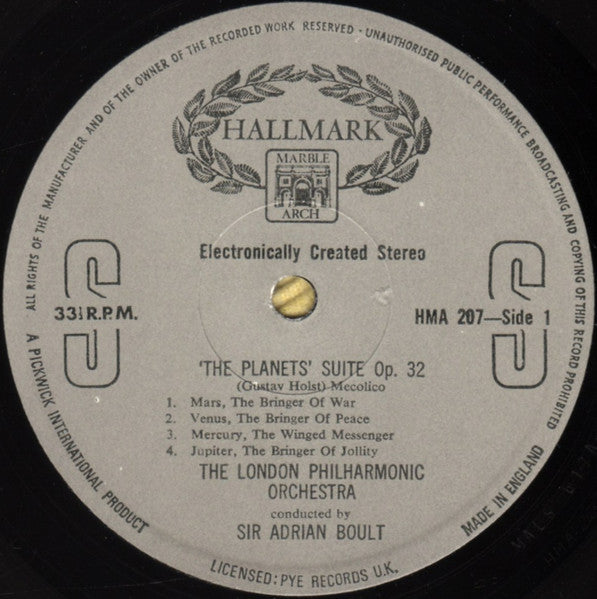 ALL RIGHTS OF THE MANUFACTURER AND OF THE OWNER OF THE RECORDED WORK RESERVED · UNAUTHORISED PUBLIC PERFORMANCE BROADCASTING AND COPYING OF THIS RECORD PROHIBITED
HALLMARK
MARBLE
ARCH
Electronically Created Stereo
S
S
33⅓ R.P.M.
HMA 207—Side 1
'THE PLANETS' SUITE Op. 32
(Gustav Holst) Mecolico
1. Mars, The Bringer Of War
2. Venus, The Bringer Of Peace
3. Mercury, The Winged Messenger
4. Jupiter, The Bringer Of Jollity
THE LONDON PHILHARMONIC
ORCHESTRA
conducted by
SIR ADRIAN BOULT
A PICKWICK INTERNATIONAL PRODUCT
LICENSED: PYE RECORDS U.K.
MADE IN ENGLAND